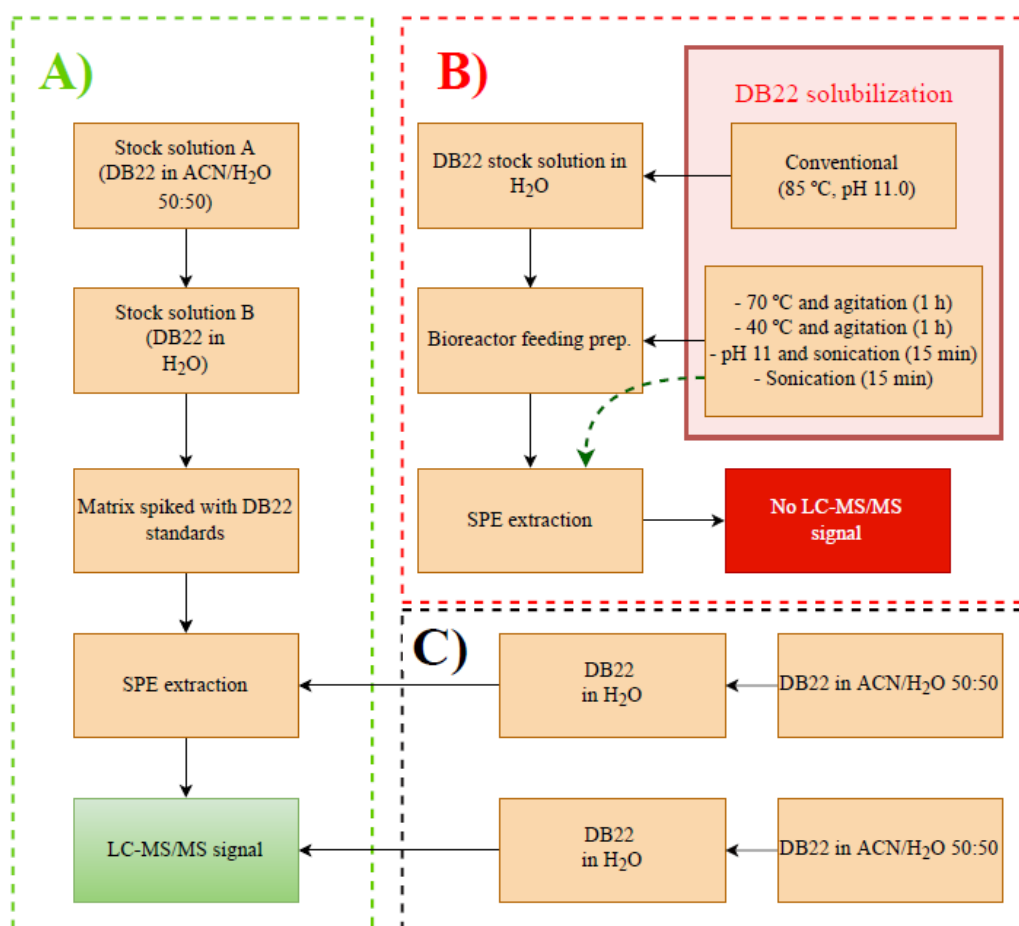 A)
Stock solution A
(DB22 in ACN/H₂O
50:50)
Stock solution B
(DB22 in
H₂O)
Matrix spiked with DB22
standards
SPE extraction
LC-MS/MS signal
B)
DB22 solubilization
DB22 stock solution in
H₂O
Conventional
(85 ℃, pH 11.0)
Bioreactor feeding prep.
- 70 ℃ and agitation (1 h)
- 40 ℃ and agitation (1 h)
- pH 11 and sonication (15 min)
- Sonication (15 min)
SPE extraction
No LC-MS/MS
signal
C)
DB22
in H₂O
DB22 in ACN/H₂O 50:50
DB22
in H₂O
DB22 in ACN/H₂O 50:50